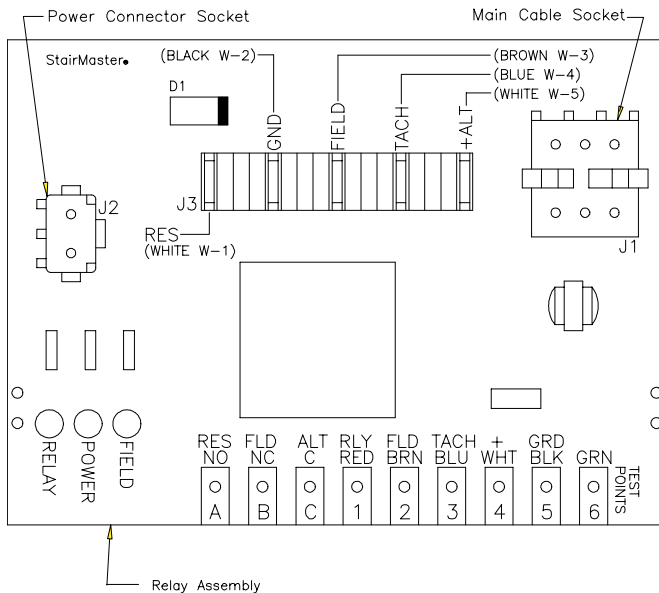 Power Connector Socket
Main Cable Socket
StairMaster
(BLACK W-2)
(BROWN W-3)
(BLUE W-4)
(WHITE W-5)
D1
GND
FIELD
TACH
+ALT
J2
J3
J1
RES
(WHITE W-1)
RELAY
POWER
FIELD
RES NO
FLD NC
ALT C
RLY RED
FLD BRN
TACH BLU
+ WHT
GRD BLK
GRN
TEST POINTS
A B C 1 2 3 4 5 6
Relay Assembly